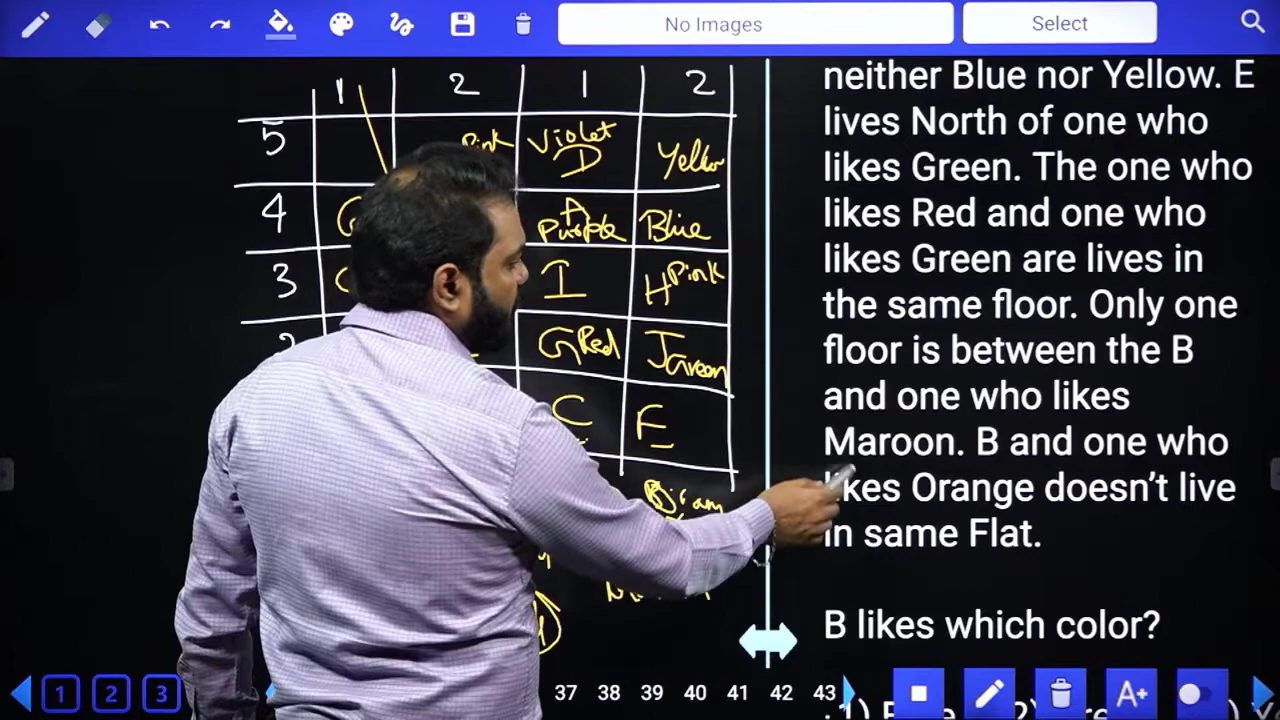 No Images
Select
1 2 1 2
5 Pink Violet D Yellow
4 A Purple Blue
3 I H Pink
G Red J Green
C E
neither Blue nor Yellow. E
lives North of one who
likes Green. The one who
likes Red and one who
likes Green are lives in
the same floor. Only one
floor is between the B
and one who likes
Maroon. B and one who
likes Orange doesn't live
in same Flat.
B likes which color?
1 2 3 37 38 39 40 41 42 43
A+